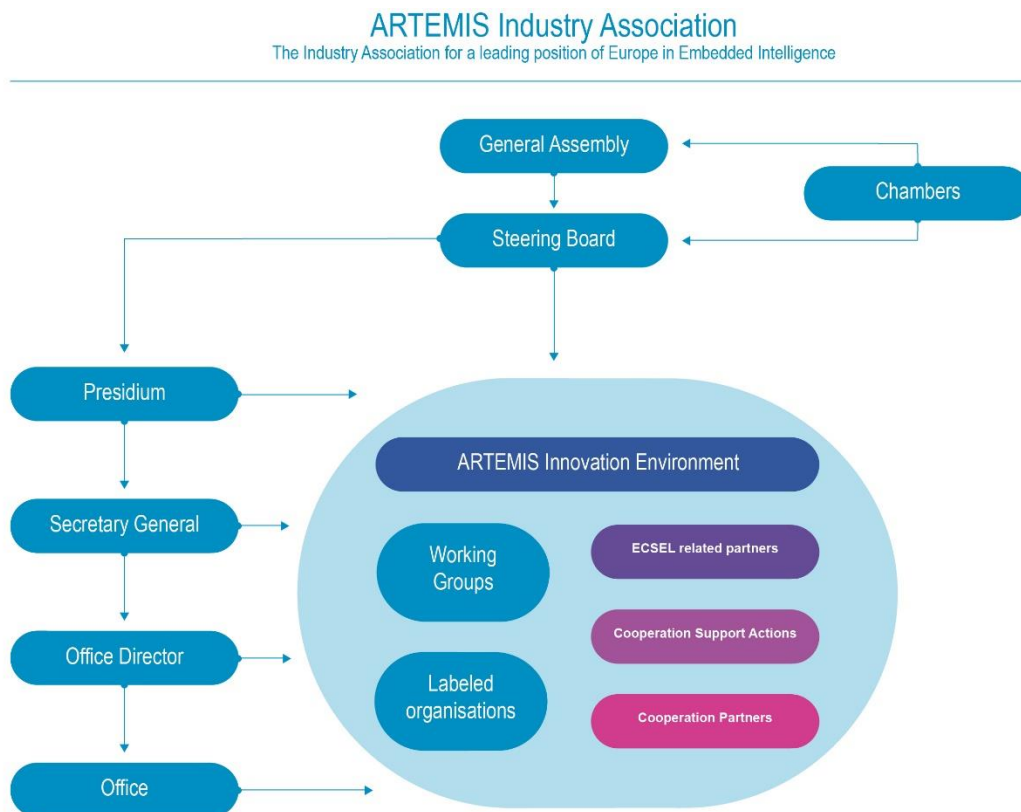 ARTEMIS Industry Association
The Industry Association for a leading position of Europe in Embedded Intelligence
General Assembly
Chambers
Steering Board
Presidium
ARTEMIS Innovation Environment
Secretary General
Working
Groups
ECSEL related partners
Cooperation Support Actions
Office Director
Labeled
organisations
Cooperation Partners
Office